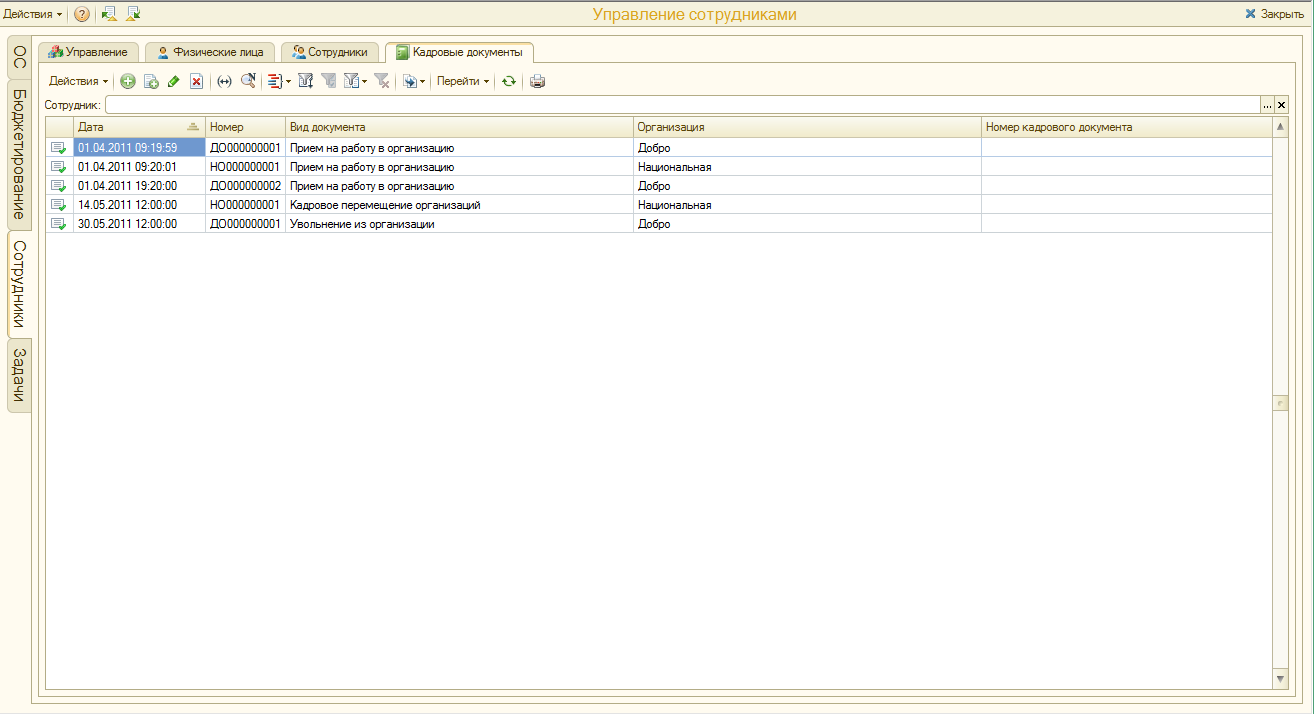 Действия ? Управление сотрудниками Закрыть
Управление Физические лица Сотрудники Кадровые документы
Действия Перейти
Сотрудник: ... x
Дата Номер Вид документа Организация Номер кадрового документа
01.04.2011 09:19:59 ДО000000001 Прием на работу в организацию Добро
01.04.2011 09:20:01 НО000000001 Прием на работу в организацию Национальная
01.04.2011 19:20:00 ДО000000002 Прием на работу в организацию Добро
14.05.2011 12:00:00 НО000000001 Кадровое перемещение организаций Национальная
30.05.2011 12:00:00 ДО000000001 Увольнение из организации Добро
ОС
Бюджетирование
Сотрудники
Задачи